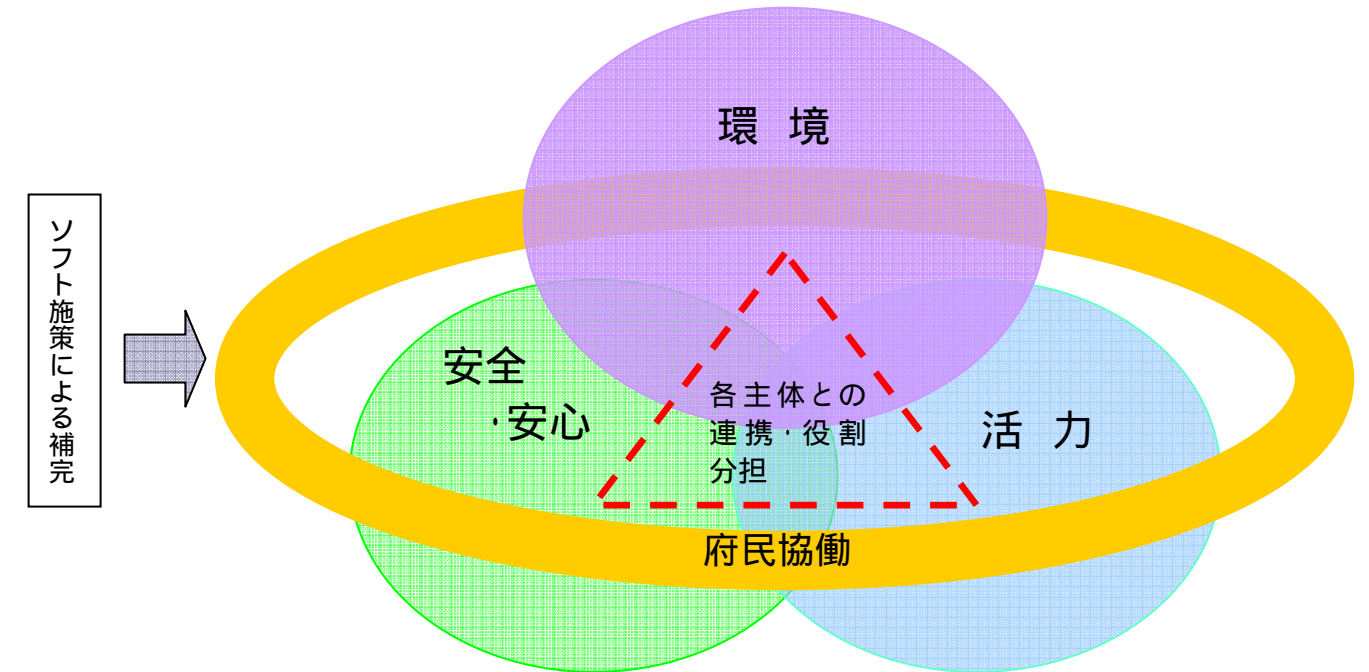 環 境
ソフト施策による補完
安全
・安心
各主体との
連携・役割
分担
活 力
府民協働